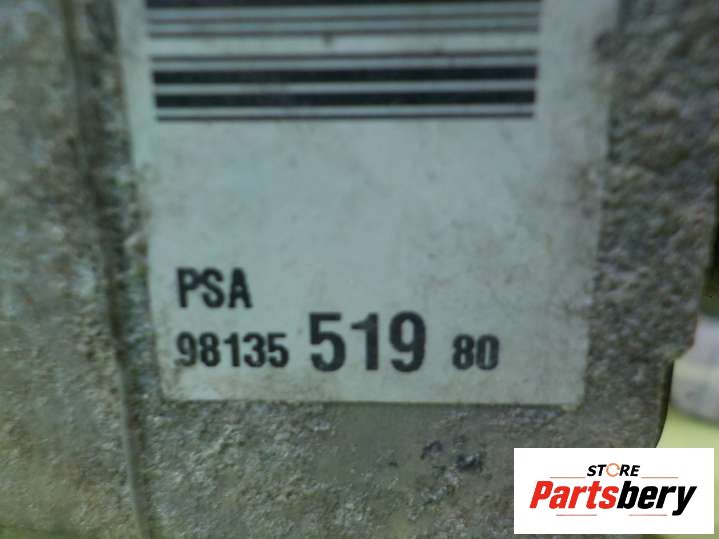 PSA
98135 519 80
STORE
Partsbery